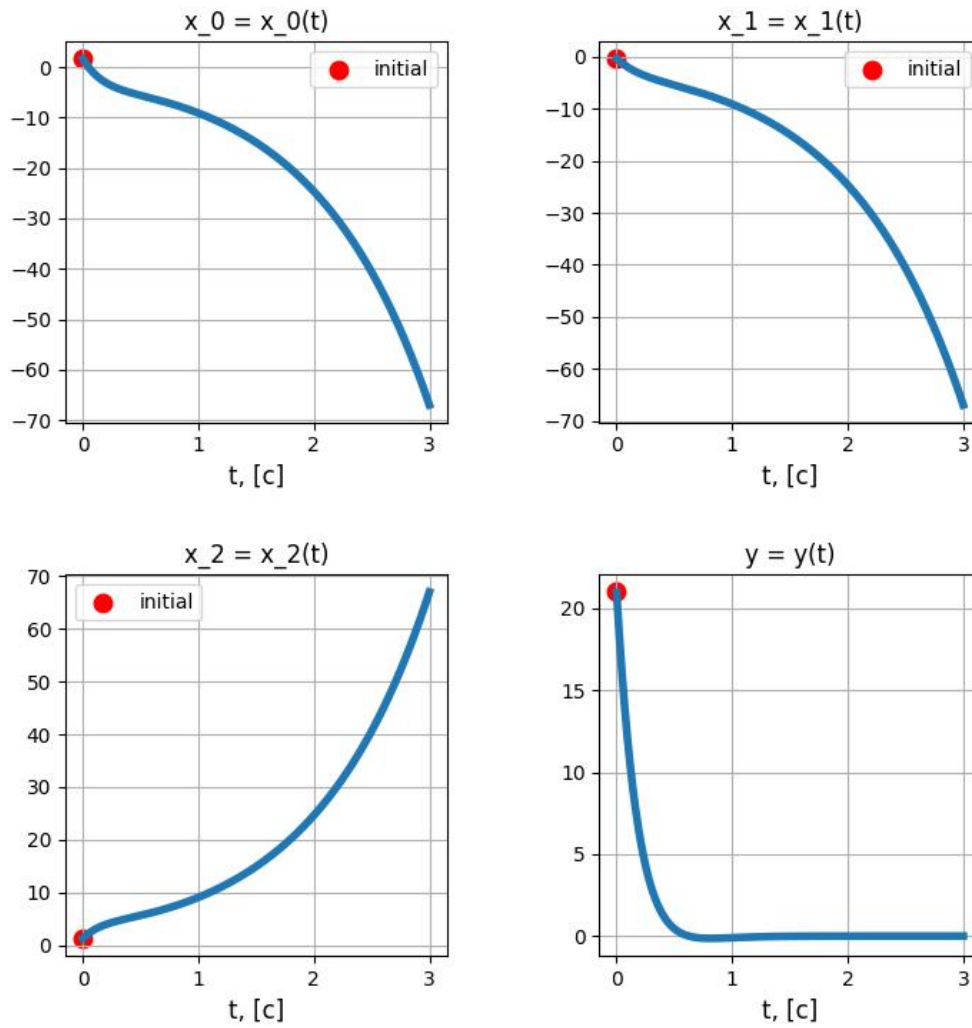 x_0 = x_0(t)
0
−10
−20
−30
−40
−50
−60
−70
initial
0 1 2 3
t, [c]
x_1 = x_1(t)
0
−10
−20
−30
−40
−50
−60
−70
initial
0 1 2 3
t, [c]
x_2 = x_2(t)
70
60
50
40
30
20
10
0
initial
0 1 2 3
t, [c]
y = y(t)
20
15
10
5
0
0 1 2 3
t, [c]